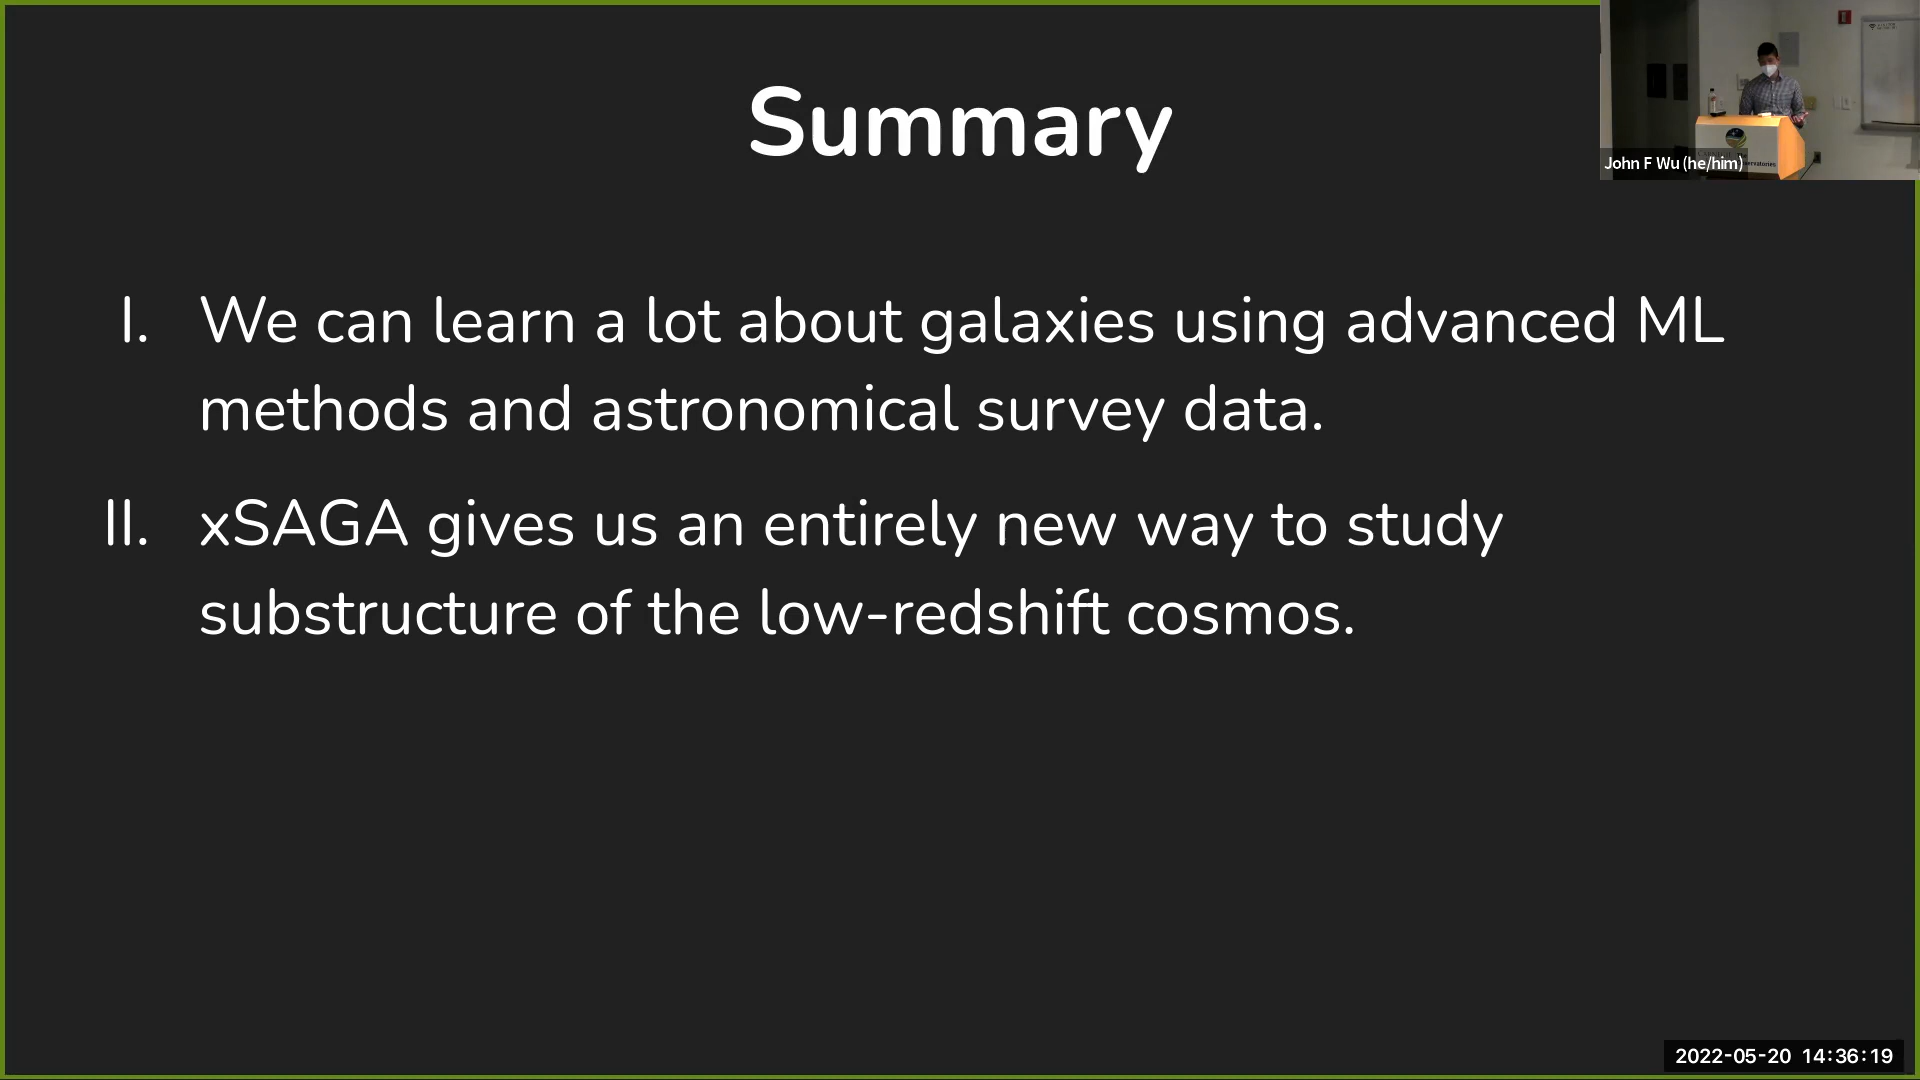 Summary
I. We can learn a lot about galaxies using advanced ML
methods and astronomical survey data.
II. xSAGA gives us an entirely new way to study
substructure of the low-redshift cosmos.
John F Wu (he/him)
2022-05-20 14:36:19